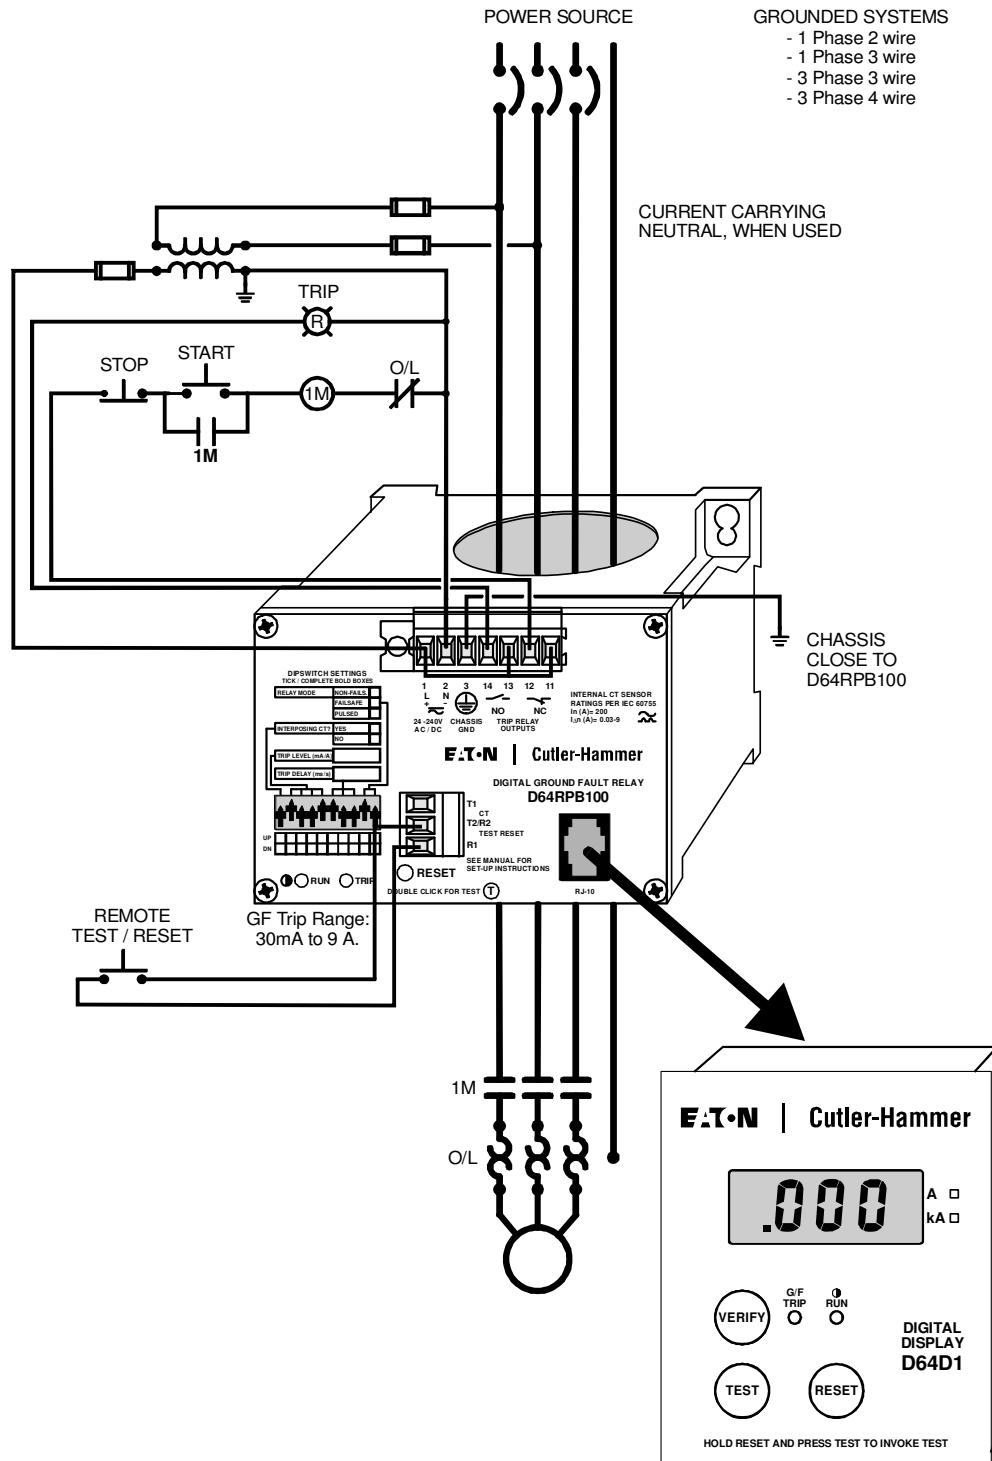 POWER SOURCE
GROUNDED SYSTEMS
- 1 Phase 2 wire
- 1 Phase 3 wire
- 3 Phase 3 wire
- 3 Phase 4 wire
CURRENT CARRYING
NEUTRAL, WHEN USED
TRIP
R
STOP
START
1M
O/L
1M
CHASSIS
CLOSE TO
D64RPB100
DIPSWITCH SETTINGS
TICK / COMPLETE BOLD BOXES
RELAY MODE
NON-FAILS.
FAILSAFE
PULSED
INTERPOSING CT?
YES
NO
TRIP LEVEL (mA/A)
TRIP DELAY (ms/s)
UP
DN
RUN
TRIP
1 2 3 14 13 12 11
L N
+ -
24 -240V
AC / DC
CHASSIS
GND
NO
NC
TRIP RELAY
OUTPUTS
INTERNAL CT SENSOR
RATINGS PER IEC 60755
In (A)= 200
I∆n (A)= 0.03-9
EATON | Cutler-Hammer
DIGITAL GROUND FAULT RELAY
D64RPB100
T1
CT
T2/R2
TEST RESET
R1
SEE MANUAL FOR
SET-UP INSTRUCTIONS
RESET
DOUBLE CLICK FOR TEST T
RJ-10
REMOTE
TEST / RESET
GF Trip Range:
30mA to 9 A.
1M
O/L
EATON | Cutler-Hammer
.000
A
kA
VERIFY
G/F
TRIP
RUN
DIGITAL
DISPLAY
D64D1
TEST
RESET
HOLD RESET AND PRESS TEST TO INVOKE TEST